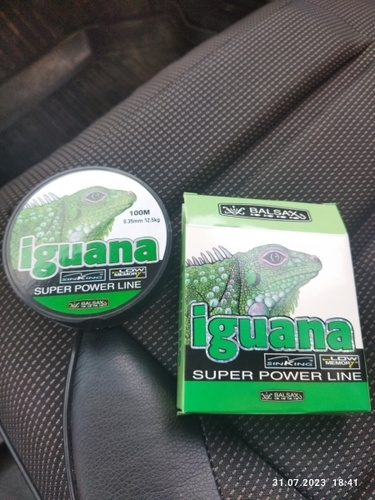 100M
0.35mm 12.5kg
iguana
SINKING
LOW
MEMORY
SUPER POWER LINE
BALSAX
BALSAX
iguana
SINKING
LOW
MEMORY
SUPER POWER LINE
BALSAX
31.07.2023 18:41